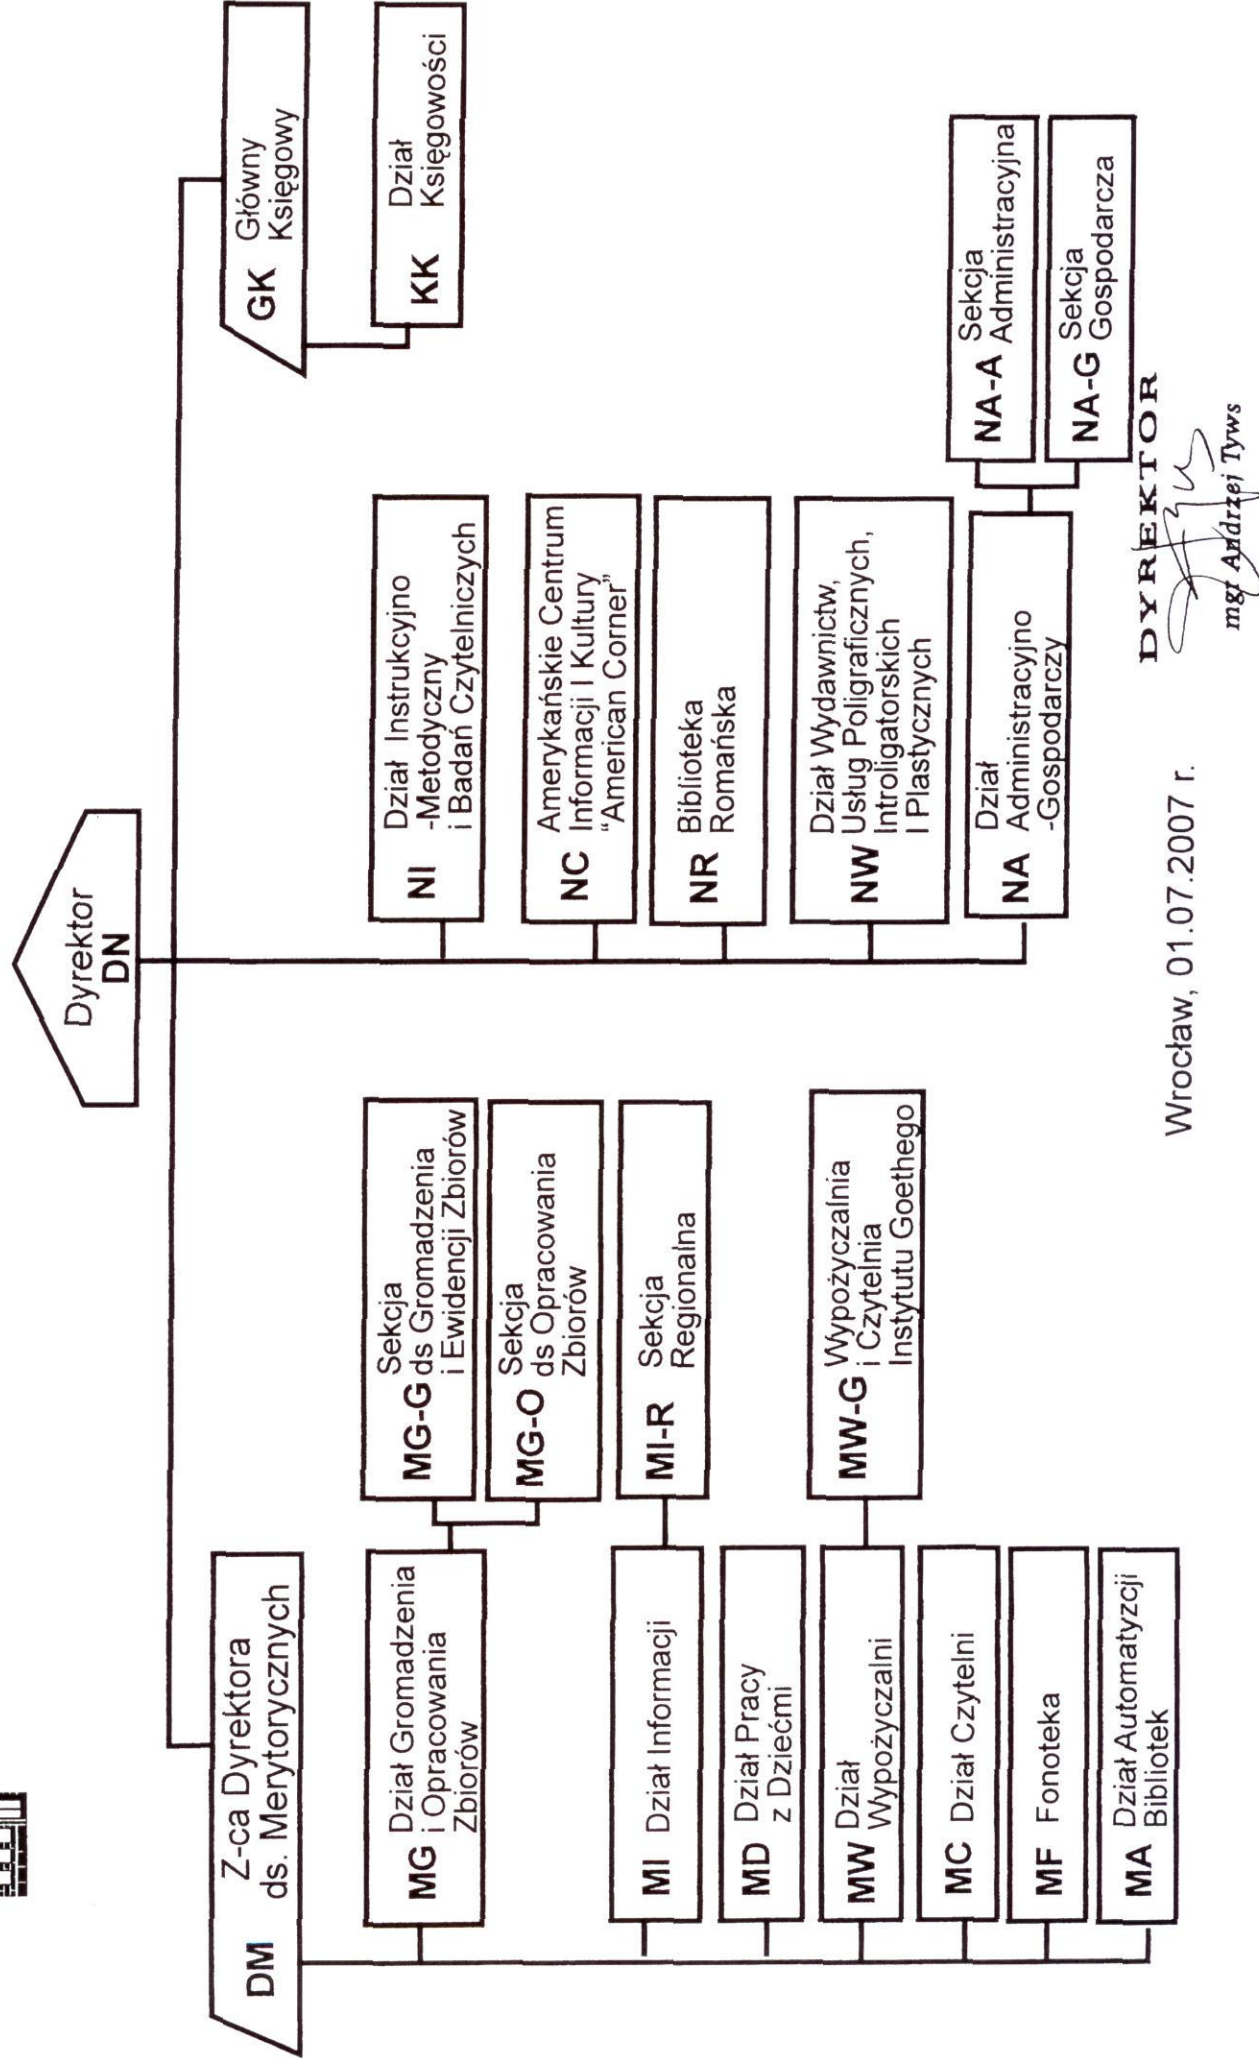 Dyrektor
DN
Z-ca Dyrektora
DM ds. Merytorycznych
GK Główny
Księgowy
KK Dział
Księgowości
MG Dział Gromadzenia
i Opracowania
Zbiorów
Sekcja
MG-G ds Gromadzenia
i Ewidencji Zbiorów
MG-O Sekcja
ds Opracowania
Zbiorów
MI Dział Informacji
MI-R Sekcja
Regionalna
MD Dział Pracy
z Dziećmi
MW Dział
Wypożyczalni
MW-G Wypożyczalnia
i Czytelnia
Instytutu Goethego
MC Dział Czytelni
MF Fonoteka
MA Dział Automatyzcji
Bibliotek
Dział Instrukcyjno
NI -Metodyczny
i Badań Czytelniczych
Amerykańskie Centrum
NC Informacji I Kultury
“American Corner”
NR Biblioteka
Romańska
Dział Wydawnictw,
NW Usług Poligraficznych,
Introligatorskich
I Plastycznych
Dział
NA Administracyjno
-Gospodarczy
NA-A Sekcja
Administracyjna
NA-G Sekcja
Gospodarcza
Wrocław, 01.07.2007 r.
DYREKTOR
mgr Andrzej Tyws